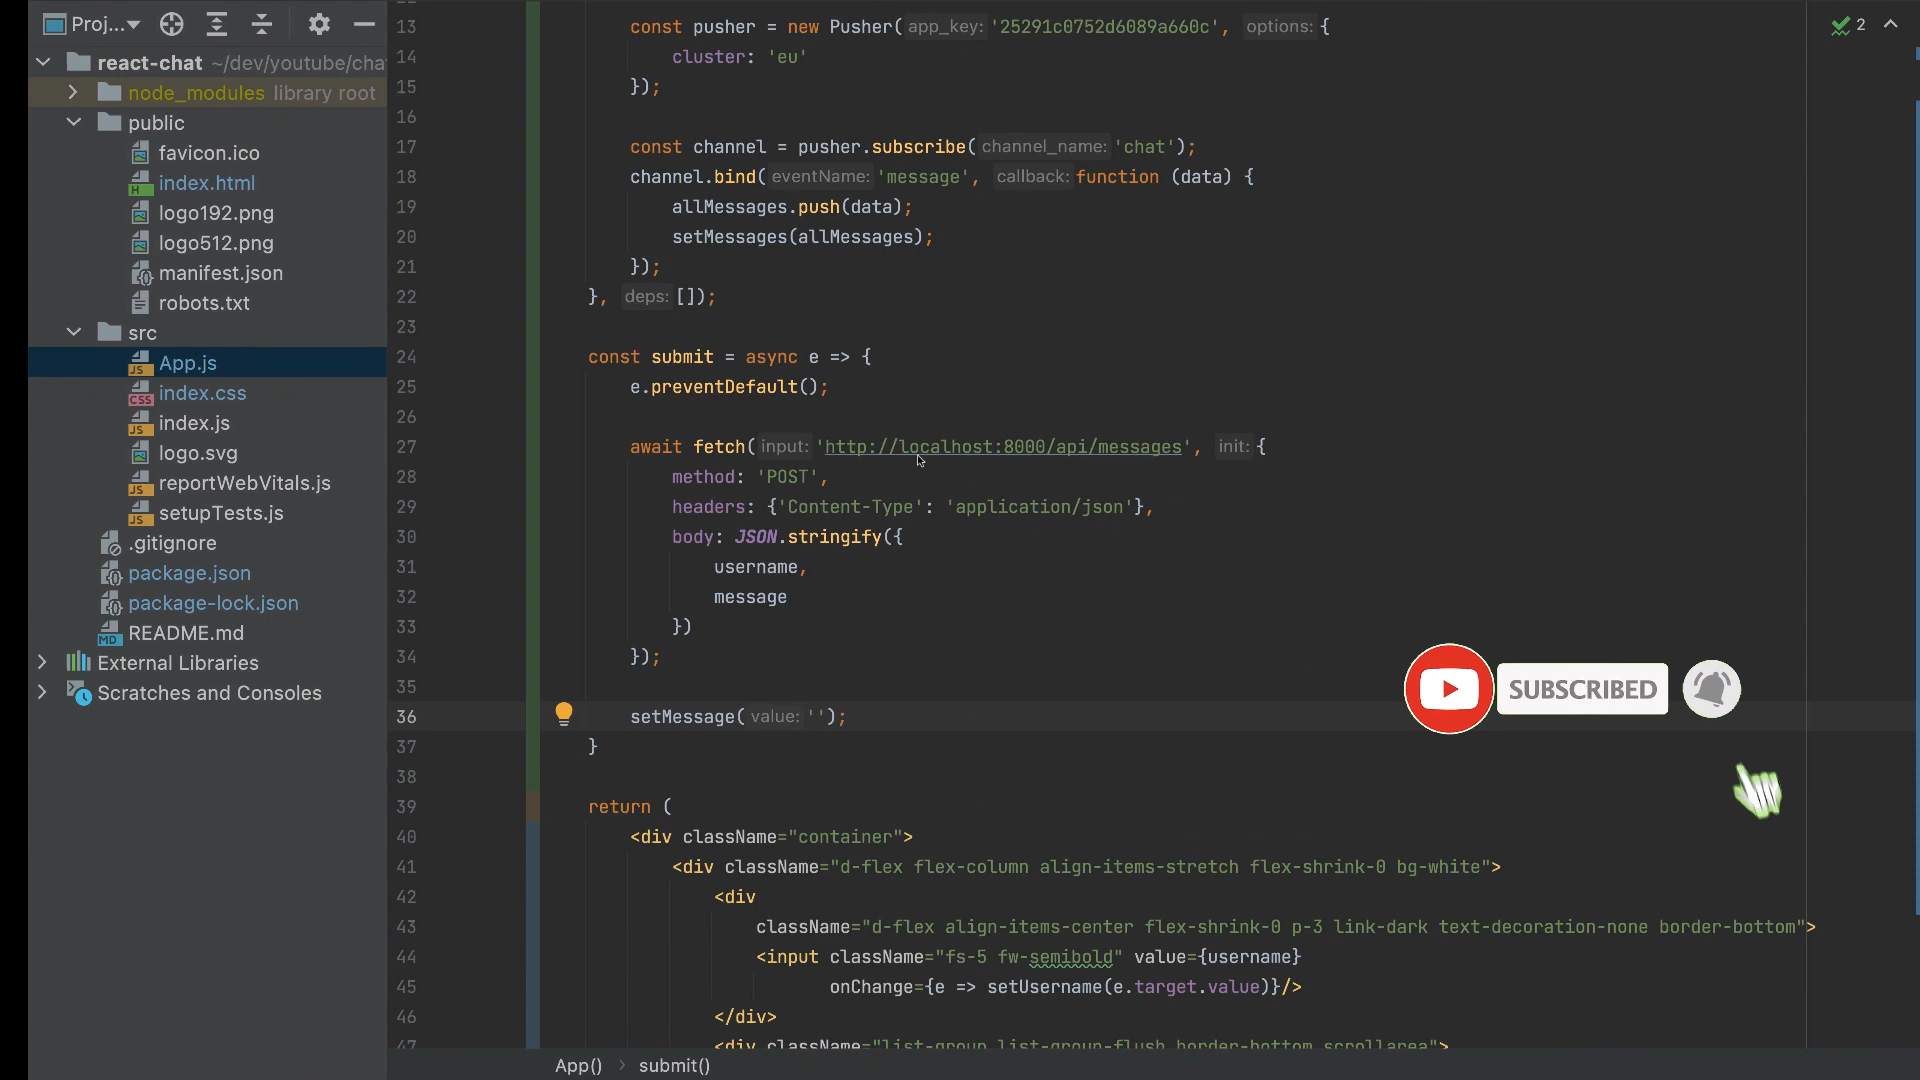 Proj...
react-chat ~/dev/youtube/cha
node_modules library root
public
favicon.ico
index.html
logo192.png
logo512.png
manifest.json
robots.txt
src
App.js
index.css
index.js
logo.svg
reportWebVitals.js
setupTests.js
.gitignore
package.json
package-lock.json
README.md
External Libraries
Scratches and Consoles
13 const pusher = new Pusher( app_key: '25291c0752d6089a660c', options: {
14 cluster: 'eu'
15 });
16
17 const channel = pusher.subscribe( channel_name: 'chat');
18 channel.bind( eventName: 'message', callback: function (data) {
19 allMessages.push(data);
20 setMessages(allMessages);
21 });
22 }, deps: []);
23
24 const submit = async e => {
25 e.preventDefault();
26
27 await fetch( input: 'http://localhost:8000/api/messages', init: {
28 method: 'POST',
29 headers: {'Content-Type': 'application/json'},
30 body: JSON.stringify({
31 username,
32 message
33 })
34 });
35
36 setMessage( value: '');
37 }
38
39 return (
40 <div className="container">
41 <div className="d-flex flex-column align-items-stretch flex-shrink-0 bg-white">
42 <div
43 className="d-flex align-items-center flex-shrink-0 p-3 link-dark text-decoration-none border-bottom">
44 <input className="fs-5 fw-semibold" value={username}
45 onChange={e => setUsername(e.target.value)}/>
46 </div>
47 <div className="list-group list-group-flush border-bottom scrollarea">
2
SUBSCRIBED
App() > submit()